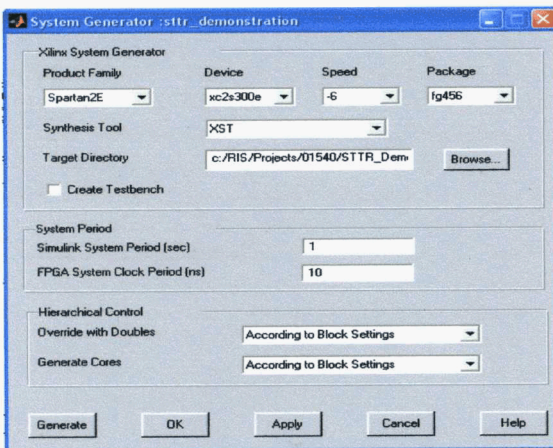 System Generator :sttr_demonstration
Xilinx System Generator
Product Family Device Speed Package
Spartan2E xc2s300e -6 fg456
Synthesis Tool XST
Target Directory c:/RIS/Projects/01540/STTR_Dem Browse...
Create Testbench
System Period
Simulink System Period (sec) 1
FPGA System Clock Period (ns) 10
Hierarchical Control
Override with Doubles According to Block Settings
Generate Cores According to Block Settings
Generate OK Apply Cancel Help